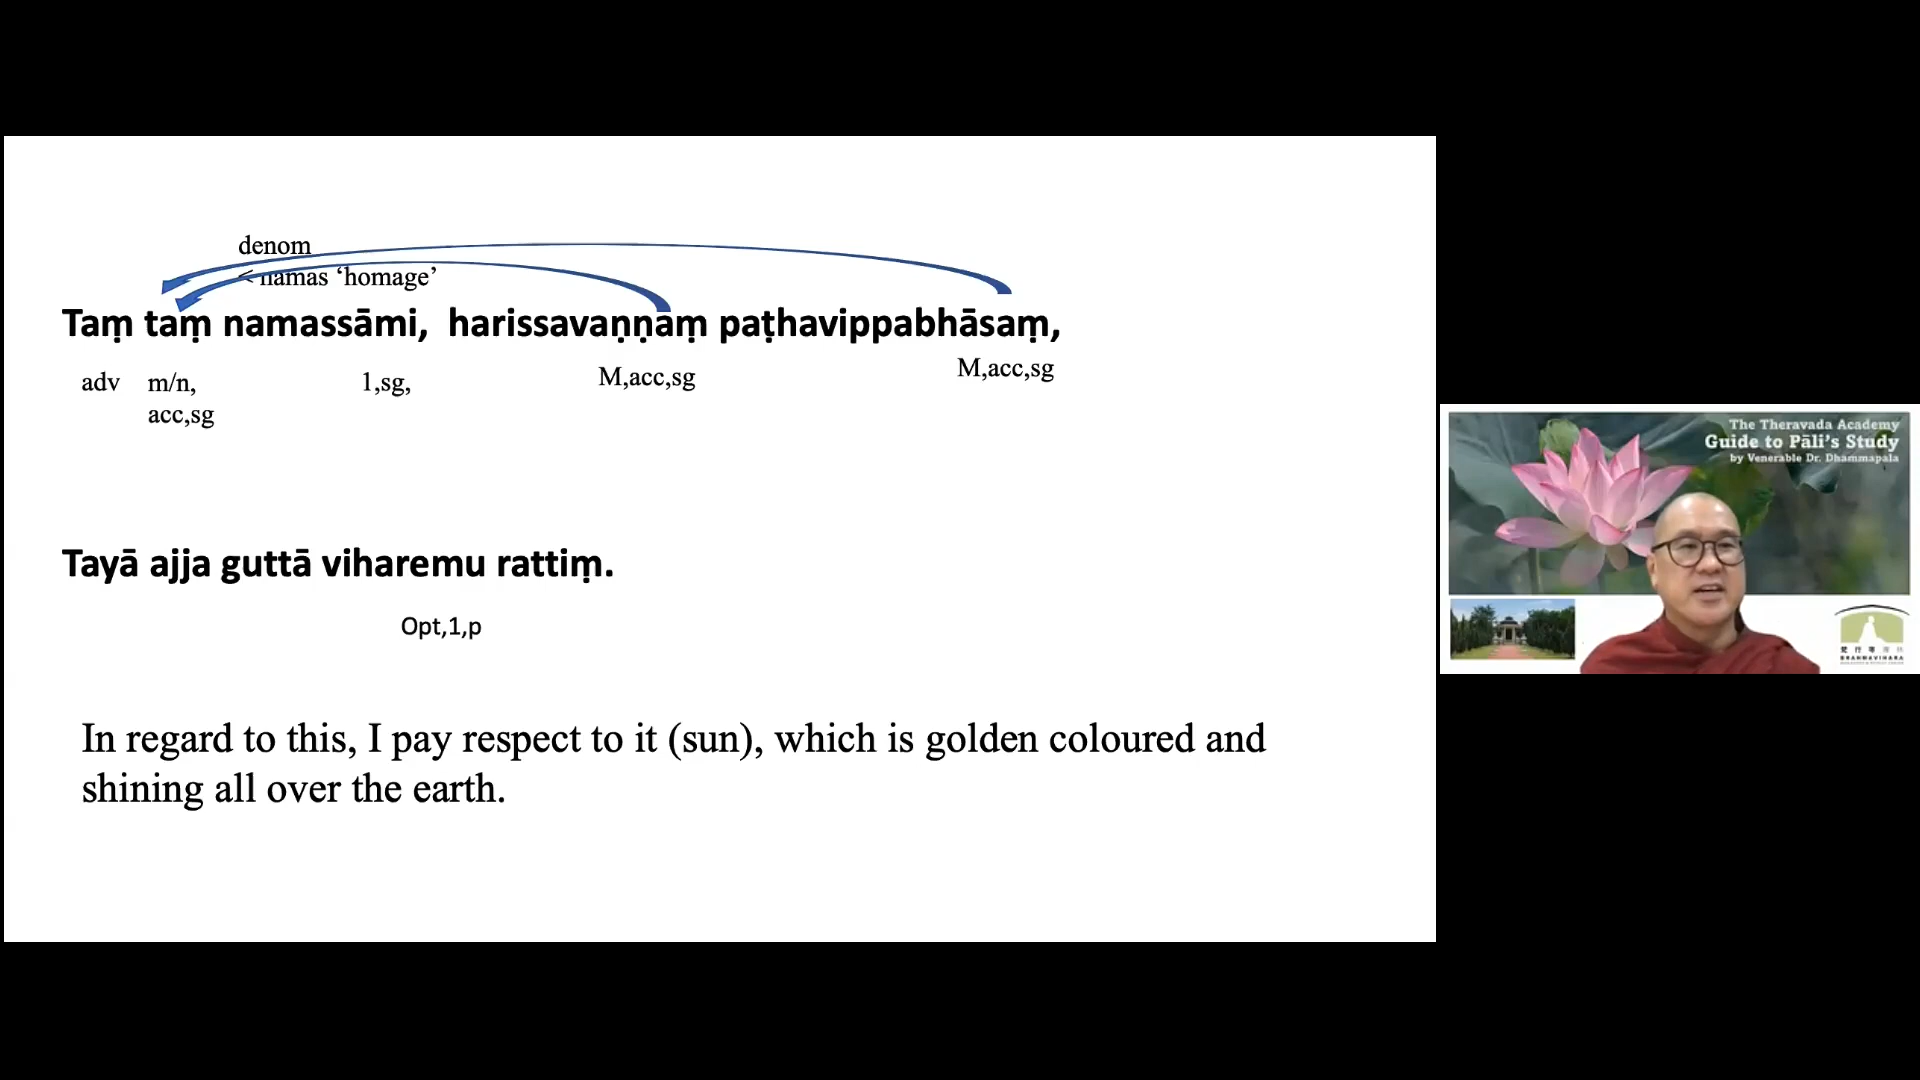 denom
< namas ‘homage’
Taṃ taṃ namassāmi, harissavaṇṇaṃ paṭhavippabhāsaṃ,
adv m/n, 1,sg, M,acc,sg M,acc,sg
acc,sg
Tayā ajja guttā viharemu rattiṃ.
Opt,1,p
In regard to this, I pay respect to it (sun), which is golden coloured and
shining all over the earth.
The Theravada Academy
Guide to Pāli's Study
by Venerable Dr. Dhammapala
BRAHMAVIHARA